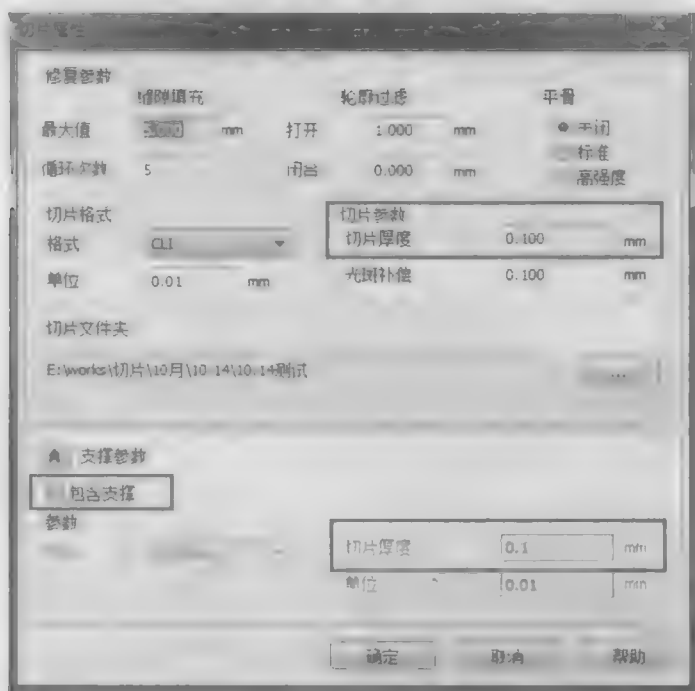 切片属性
修复参数
缝隙填充 轮廓过滤 平滑
最大值 mm 打开 1.000 mm 关闭
循环次数 5 闭合 0.000 mm 标准
高强度
切片格式 切片参数
格式 CLI 切片厚度 0.100 mm
单位 0.01 mm 光斑补偿 0.100 mm
切片文件夹
E:\works\切片\10月\10-14\10.14测试 ...
支撑参数
包含支撑
参数
切片厚度 0.1 mm
单位 0.01 mm
确定 取消 帮助